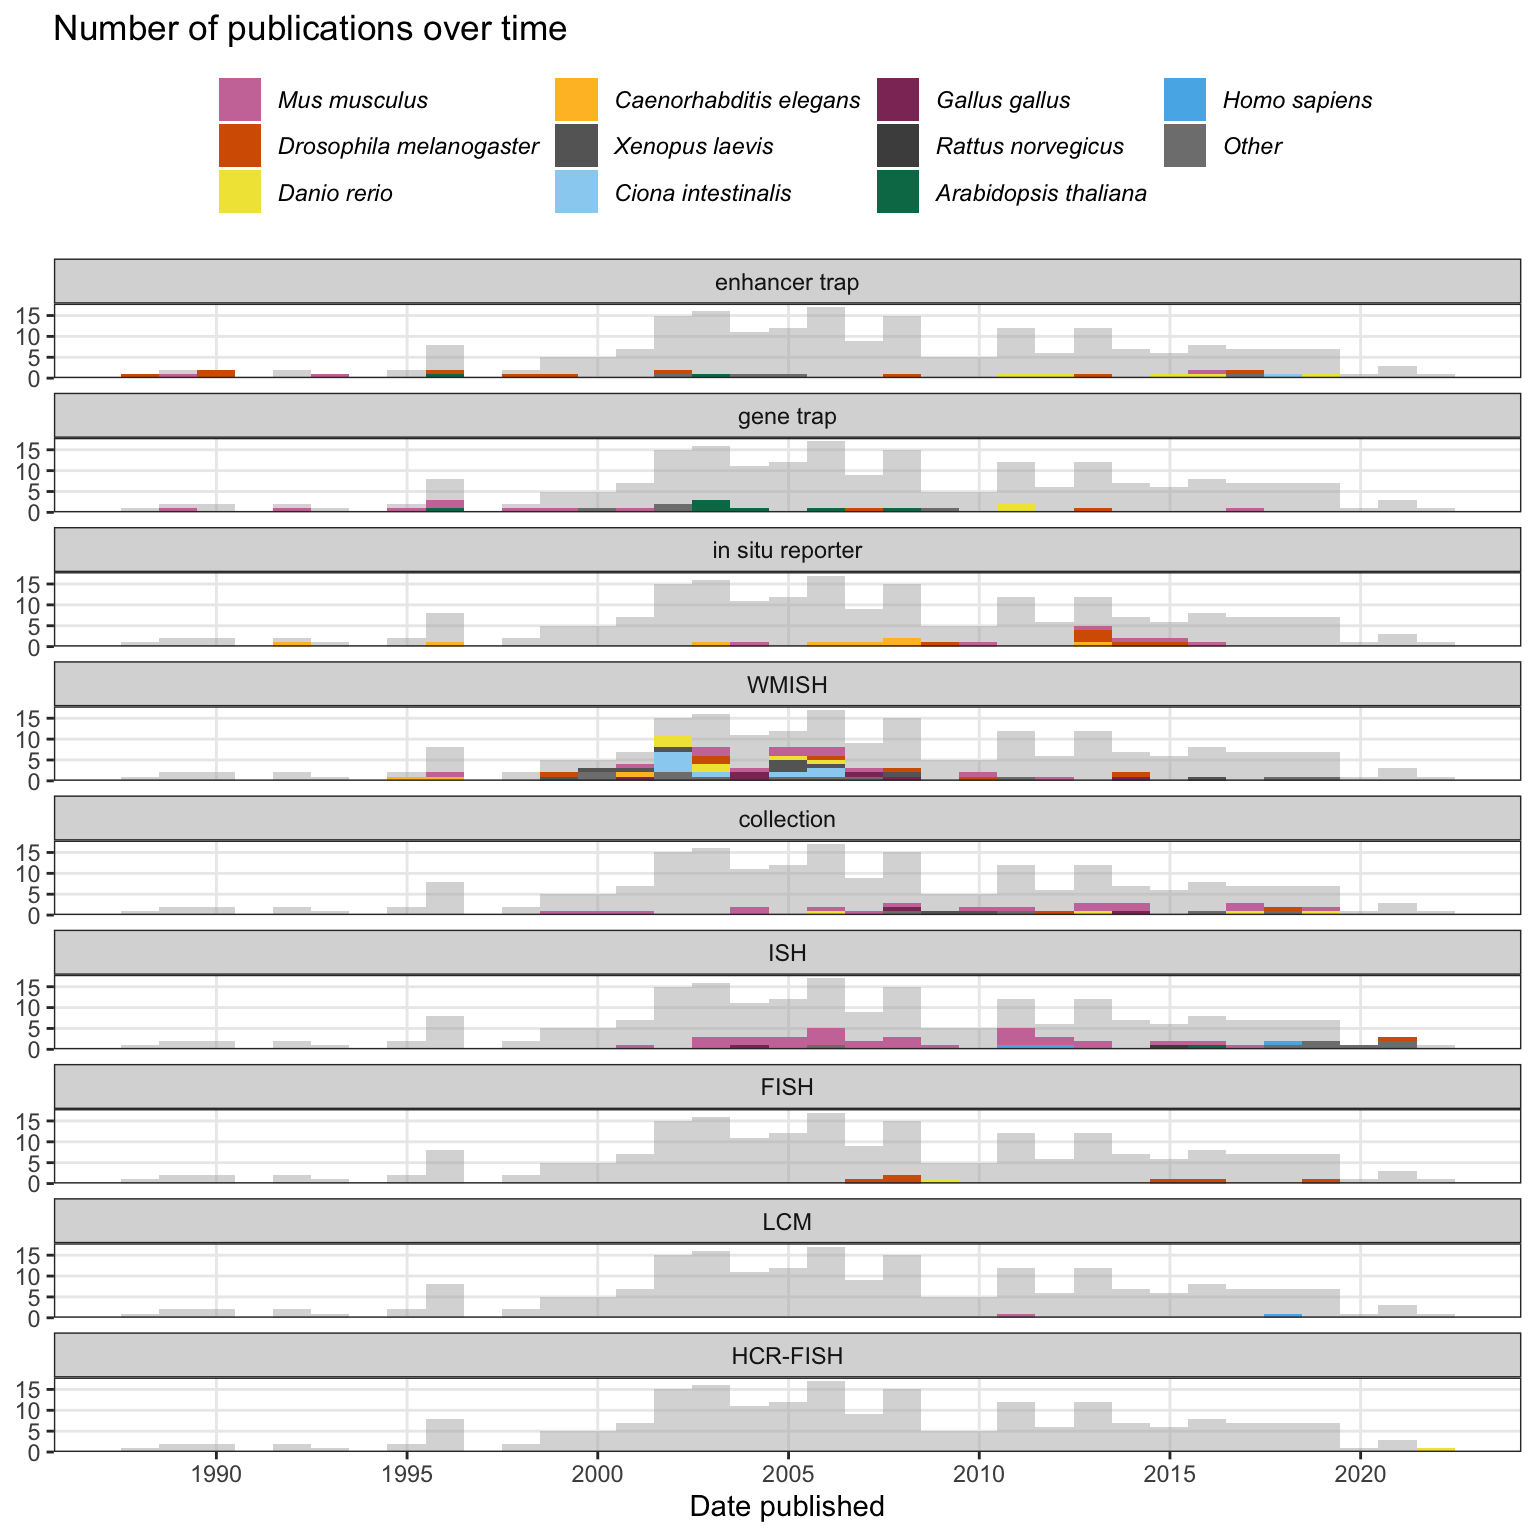 Number of publications over time
Mus musculus
Caenorhabditis elegans
Gallus gallus
Homo sapiens
Drosophila melanogaster
Xenopus laevis
Rattus norvegicus
Other
Danio rerio
Ciona intestinalis
Arabidopsis thaliana
enhancer trap
15
10
5
0
gene trap
15
10
5
0
in situ reporter
15
10
5
0
WMISH
15
10
5
0
collection
15
10
5
0
ISH
15
10
5
0
FISH
15
10
5
0
LCM
15
10
5
0
HCR-FISH
15
10
5
0
1990 1995 2000 2005 2010 2015 2020
Date published